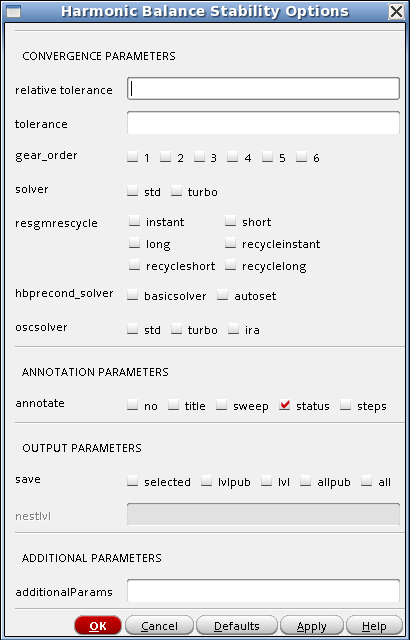 Harmonic Balance Stability Options
CONVERGENCE PARAMETERS
relative tolerance
tolerance
gear_order 1 2 3 4 5 6
solver std turbo
resgmrescycle instant short
long recycleinstant
recycleshort recyclelong
hbprecond_solver basicsolver autoset
oscsolver std turbo ira
ANNOTATION PARAMETERS
annotate no title sweep status steps
OUTPUT PARAMETERS
save selected lvlpub lvl allpub all
nestlvl
ADDITIONAL PARAMETERS
additionalParams
OK Cancel Defaults Apply Help